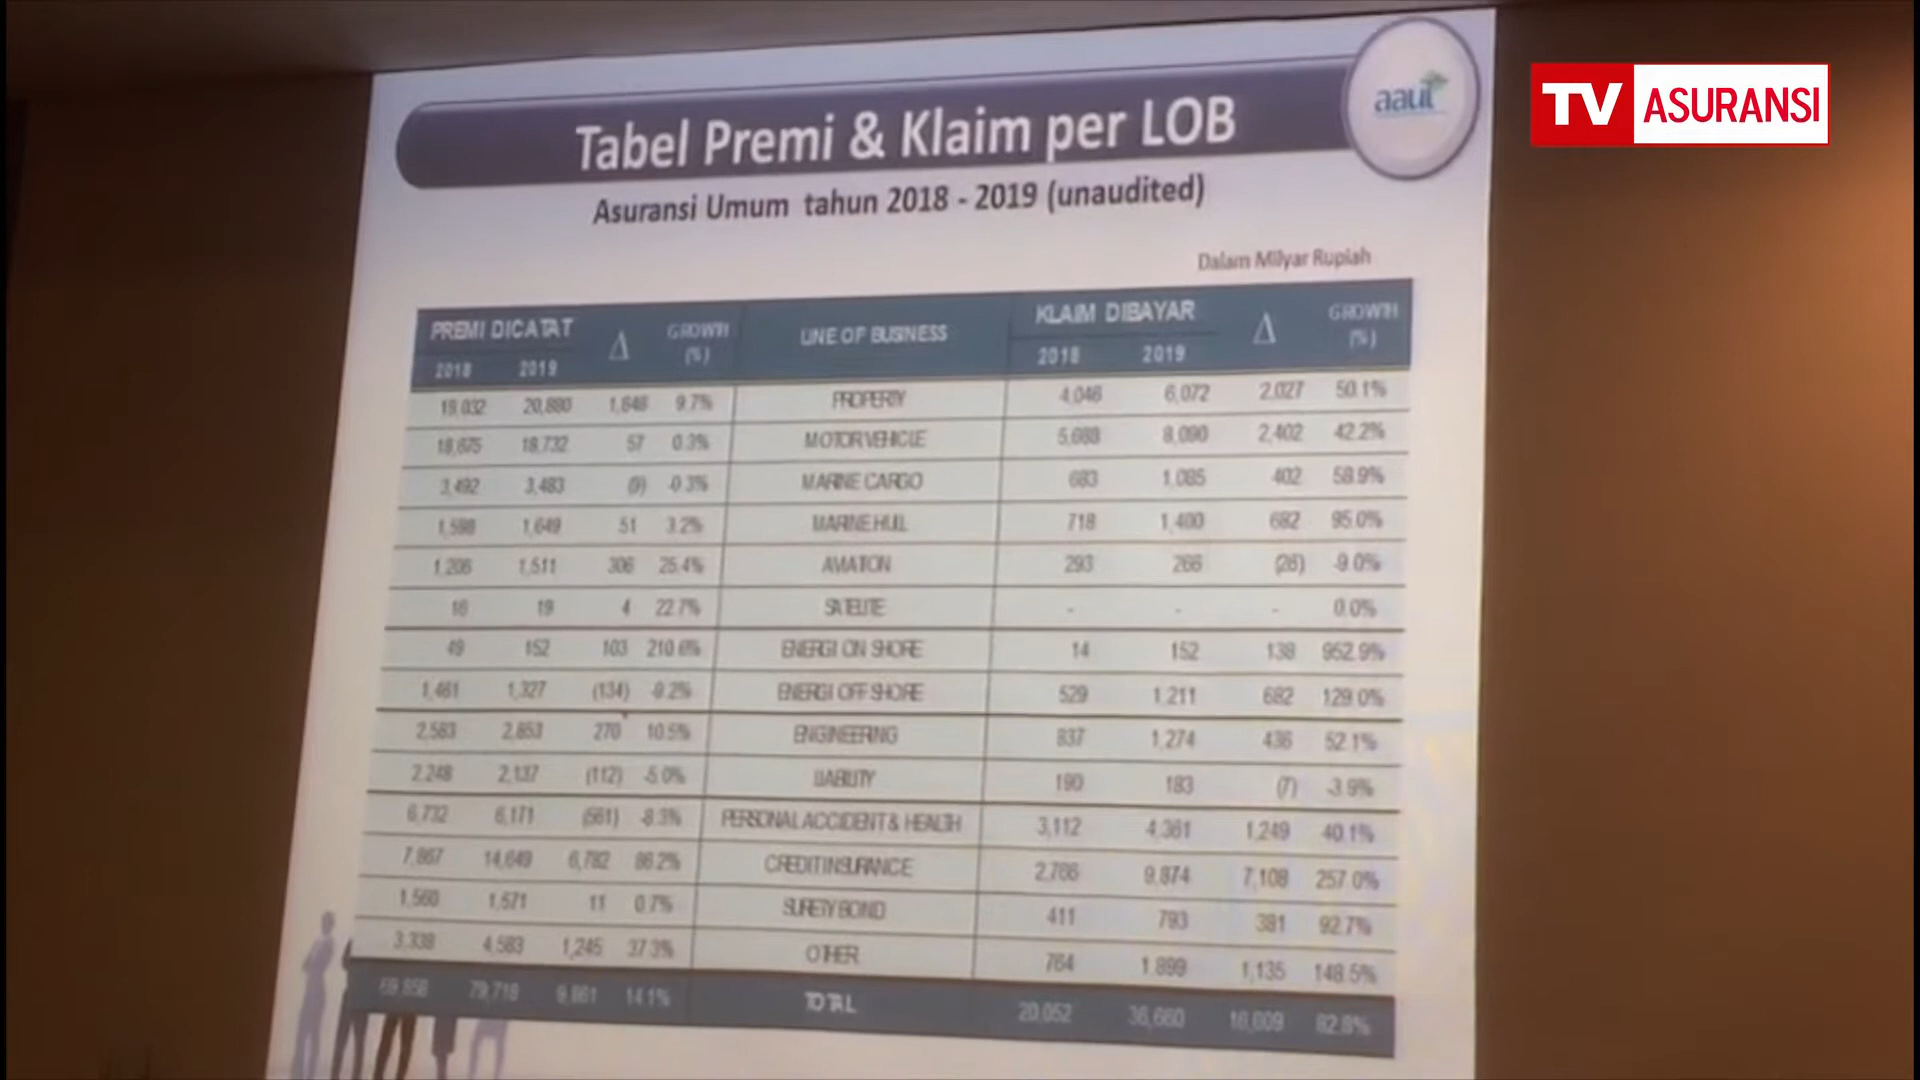 TV ASURANSI
aaui
Tabel Premi & Klaim per LOB
Asuransi Umum tahun 2018 - 2019 (unaudited)
Dalam Milyar Rupiah
PREMI DICATAT Δ GROWTH (%) LINE OF BUSINESS KLAIM DIBAYAR Δ GROWTH (%)
2018 2019 2018 2019
19,032 20,880 1,848 9.7% PROPERTY 4,046 6,072 2,027 50.1%
18,675 18,732 57 0.3% MOTOR VEHICLE 5,688 8,090 2,402 42.2%
3,492 3,483 (9) -0.3% MARINE CARGO 683 1,085 402 58.9%
1,598 1,649 51 3.2% MARINE HULL 718 1,400 682 95.0%
1,206 1,511 306 25.4% AVIATION 293 266 (26) -9.0%
16 19 4 22.7% SATELITE - - - 0.0%
49 152 103 210.6% ENERGI ON SHORE 14 152 138 952.9%
1,461 1,327 (134) -9.2% ENERGI OFF SHORE 529 1,211 682 129.0%
2,583 2,853 270 10.5% ENGINEERING 837 1,274 436 52.1%
2,248 2,137 (112) -5.0% LIABILITY 190 183 (7) -3.9%
6,732 6,171 (561) -8.3% PERSONAL ACCIDENT & HEALTH 3,112 4,361 1,249 40.1%
7,867 14,649 6,782 86.2% CREDIT INSURANCE 2,766 9,874 7,108 257.0%
1,560 1,571 11 0.7% SURETY BOND 411 793 381 92.7%
3,338 4,583 1,245 37.3% OTHER 764 1,899 1,135 148.5%
69,858 79,718 9,861 14.1% TOTAL 20,052 36,660 16,609 82.8%